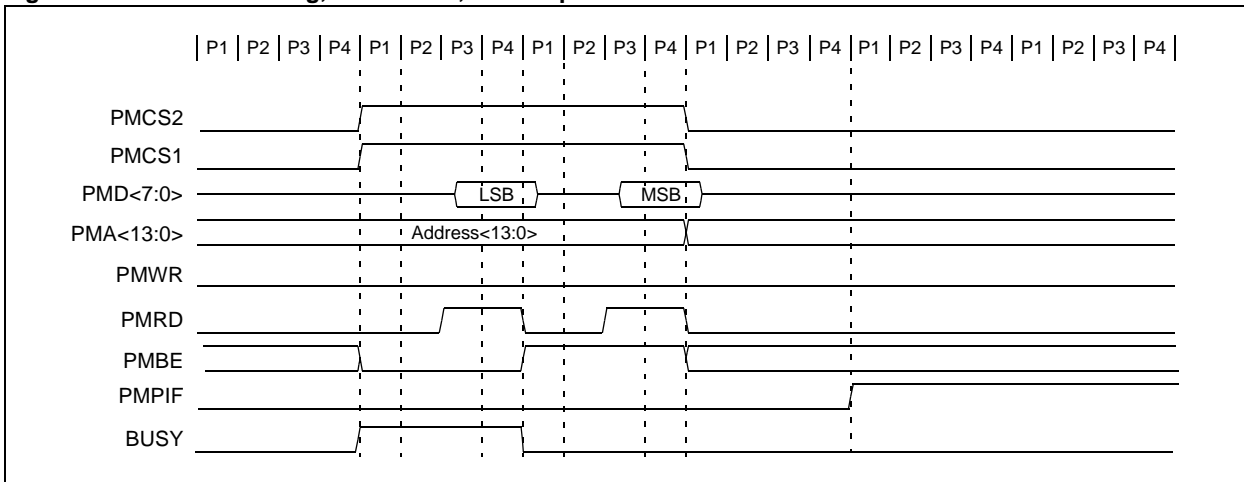 P1 P2 P3 P4 P1 P2 P3 P4 P1 P2 P3 P4 P1 P2 P3 P4 P1 P2 P3 P4 P1 P2 P3 P4
PMCS2
PMCS1
PMD<7:0> LSB MSB
PMA<13:0> Address<13:0>
PMWR
PMRD
PMBE
PMPIF
BUSY